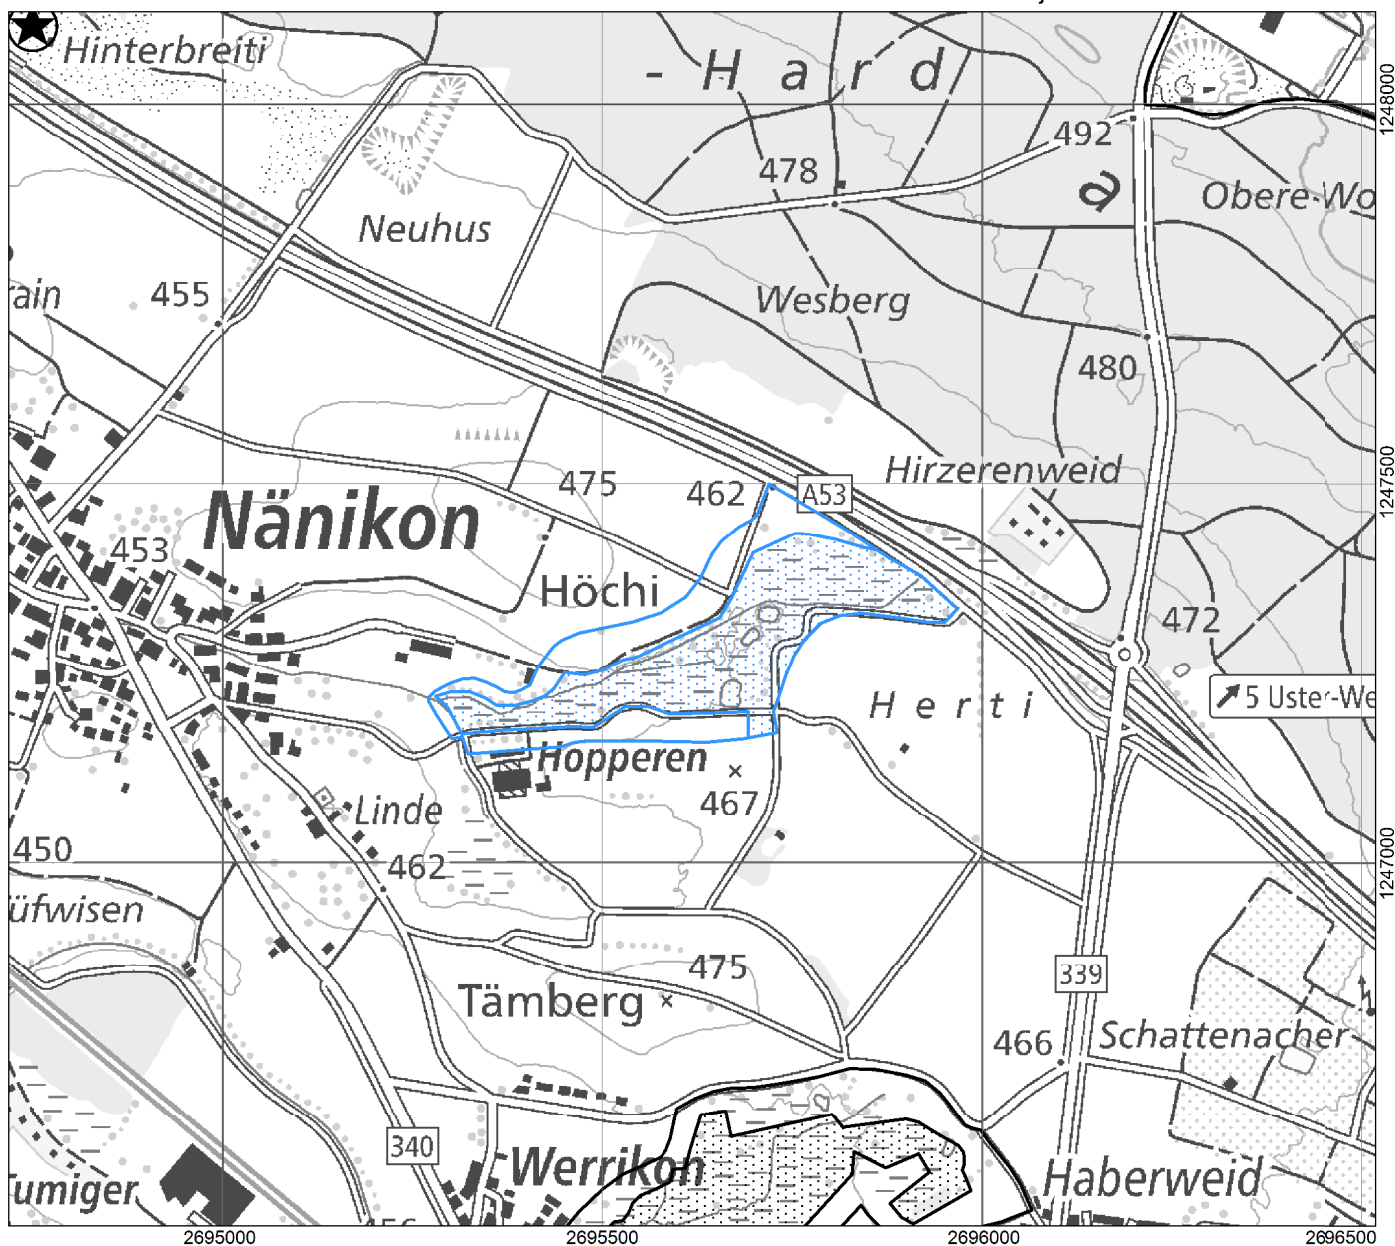 Hinterbreiti
- H a r d
1248000
492
478
a
Neuhus
455
ain
Wesberg
480
Hirzerenweid
475
462
A53
1247500
Nänikon
453
Höchi
472
5 Uster-We
Herti
Hopperen
467
Linde
450
462
1247000
üfwisen
475
339
Tämberg
466
Schattenacher
340
Werrikon
Haberweid
umiger
2695000
2695500
2696000
2696500